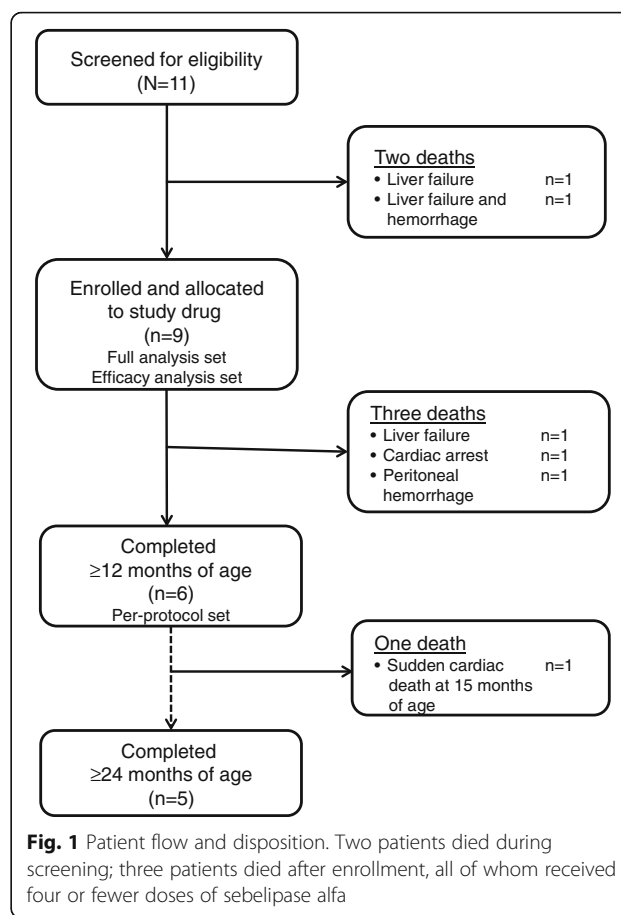 Screened for eligibility
(N=11)
Two deaths
• Liver failure n=1
• Liver failure and n=1
hemorrhage
Enrolled and allocated
to study drug
(n=9)
Full analysis set
Efficacy analysis set
Three deaths
• Liver failure n=1
• Cardiac arrest n=1
• Peritoneal n=1
hemorrhage
Completed
≥12 months of age
(n=6)
Per-protocol set
One death
• Sudden cardiac n=1
death at 15 months
of age
Completed
≥24 months of age
(n=5)
Fig. 1 Patient flow and disposition. Two patients died during
screening; three patients died after enrollment, all of whom received
four or fewer doses of sebelipase alfa